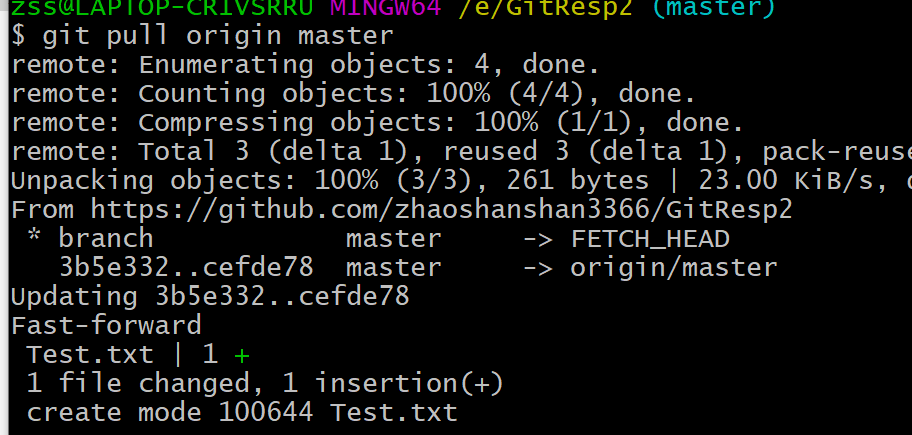 zss@LAPTOP-CRIVSRRU MINGW64 /e/GitResp2 (master)
$ git pull origin master
remote: Enumerating objects: 4, done.
remote: Counting objects: 100% (4/4), done.
remote: Compressing objects: 100% (1/1), done.
remote: Total 3 (delta 1), reused 3 (delta 1), pack-reuse
Unpacking objects: 100% (3/3), 261 bytes | 23.00 KiB/s,
From https://github.com/zhaoshanshan3366/GitResp2
 * branch            master     -> FETCH_HEAD
   3b5e332..cefde78  master     -> origin/master
Updating 3b5e332..cefde78
Fast-forward
 Test.txt | 1 +
 1 file changed, 1 insertion(+)
 create mode 100644 Test.txt